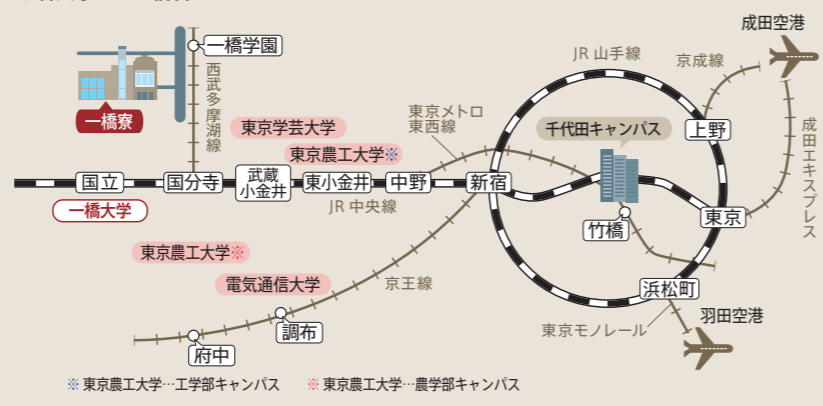 成田空港
一橋学園
JR 山手線
京成線
西武多摩湖線
東京メトロ
東西線
一橋寮
東京学芸大学
千代田キャンパス
上野
成田エキスプレス
東京農工大学※
国立
国分寺
武蔵
小金井
東小金井
中野
新宿
一橋大学
JR 中央線
竹橋
東京
東京農工大学※
電気通信大学
京王線
浜松町
調布
東京モノレール
羽田空港
府中
※ 東京農工大学…工学部キャンパス
※ 東京農工大学…農学部キャンパス